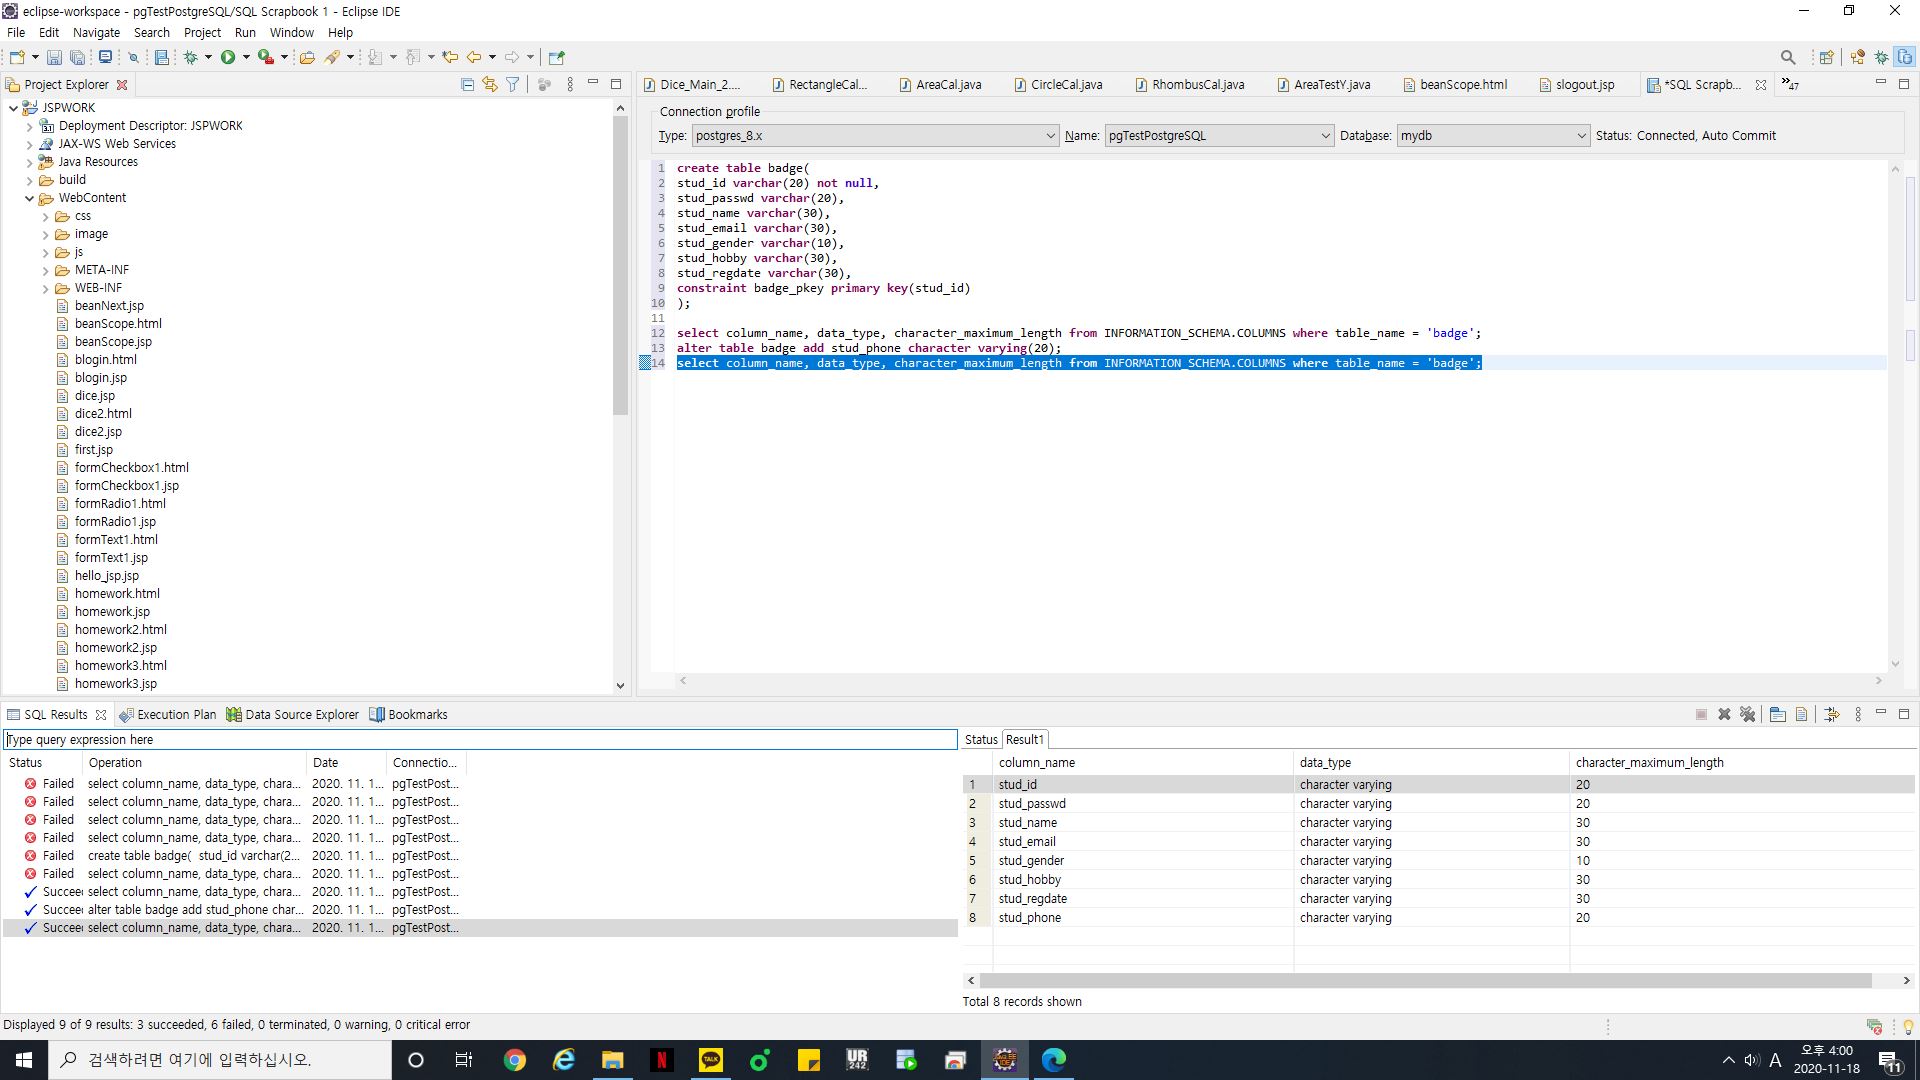 eclipse-workspace - pgTestPostgreSQL/SQL Scrapbook 1 - Eclipse IDE
File Edit Navigate Search Project Run Window Help
Project Explorer
JSPWORK
Deployment Descriptor: JSPWORK
JAX-WS Web Services
Java Resources
build
WebContent
css
image
js
META-INF
WEB-INF
beanNext.jsp
beanScope.html
beanScope.jsp
blogin.html
blogin.jsp
dice.jsp
dice2.html
dice2.jsp
first.jsp
formCheckbox1.html
formCheckbox1.jsp
formRadio1.html
formRadio1.jsp
formText1.html
formText1.jsp
hello_jsp.jsp
homework.html
homework.jsp
homework2.html
homework2.jsp
homework3.html
homework3.jsp
Dice_Main_2.... RectangleCal... AreaCal.java CircleCal.java RhombusCal.java AreaTestY.java beanScope.html slogout.jsp *SQL Scrapb... »47
Connection profile
Type: postgres_8.x Name: pgTestPostgreSQL Database: mydb Status: Connected, Auto Commit
1 create table badge(
2 stud_id varchar(20) not null,
3 stud_passwd varchar(20),
4 stud_name varchar(30),
5 stud_email varchar(30),
6 stud_gender varchar(10),
7 stud_hobby varchar(30),
8 stud_regdate varchar(30),
9 constraint badge_pkey primary key(stud_id)
10 );
11
12 select column_name, data_type, character_maximum_length from INFORMATION_SCHEMA.COLUMNS where table_name = 'badge';
13 alter table badge add stud_phone character varying(20);
14 select column_name, data_type, character_maximum_length from INFORMATION_SCHEMA.COLUMNS where table_name = 'badge';
SQL Results Execution Plan Data Source Explorer Bookmarks
Type query expression here
Status Operation Date Connectio...
Failed select column_name, data_type, chara... 2020. 11. 1... pgTestPost...
Failed select column_name, data_type, chara... 2020. 11. 1... pgTestPost...
Failed select column_name, data_type, chara... 2020. 11. 1... pgTestPost...
Failed select column_name, data_type, chara... 2020. 11. 1... pgTestPost...
Failed create table badge( stud_id varchar(2... 2020. 11. 1... pgTestPost...
Failed select column_name, data_type, chara... 2020. 11. 1... pgTestPost...
Succee select column_name, data_type, chara... 2020. 11. 1... pgTestPost...
Succee alter table badge add stud_phone char... 2020. 11. 1... pgTestPost...
Succee select column_name, data_type, chara... 2020. 11. 1... pgTestPost...
Status Result1
column_name data_type character_maximum_length
1 stud_id character varying 20
2 stud_passwd character varying 20
3 stud_name character varying 30
4 stud_email character varying 30
5 stud_gender character varying 10
6 stud_hobby character varying 30
7 stud_regdate character varying 30
8 stud_phone character varying 20
Total 8 records shown
Displayed 9 of 9 results: 3 succeeded, 6 failed, 0 terminated, 0 warning, 0 critical error
검색하려면 여기에 입력하십시오.
N
TALK
UR
242
A
오후 4:00
2020-11-18
11